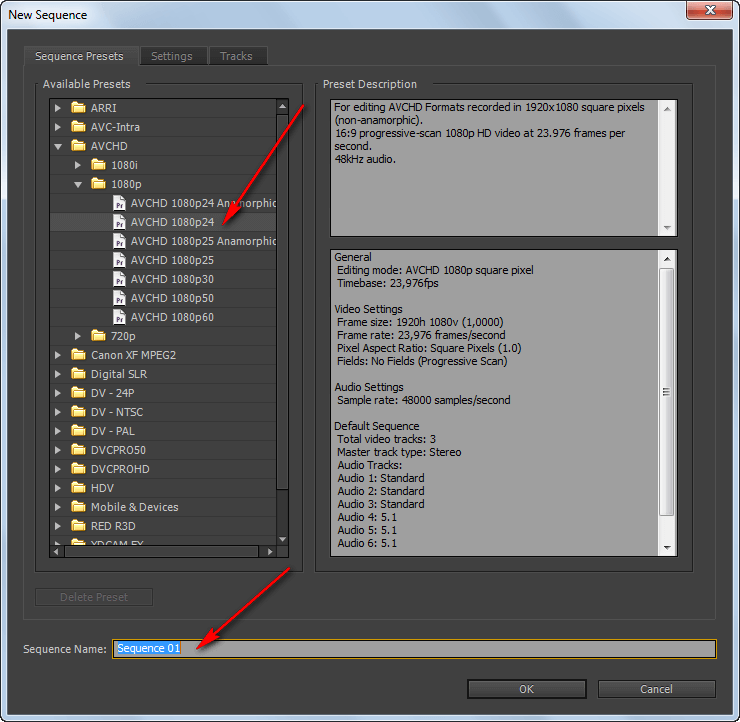 New Sequence
Sequence Presets
Settings
Tracks
Available Presets
ARRI
AVC-Intra
AVCHD
1080i
1080p
AVCHD 1080p24 Anamorphic
AVCHD 1080p24
AVCHD 1080p25 Anamorphic
AVCHD 1080p25
AVCHD 1080p30
AVCHD 1080p50
AVCHD 1080p60
720p
Canon XF MPEG2
Digital SLR
DV - 24P
DV - NTSC
DV - PAL
DVCPRO50
DVCPROHD
HDV
Mobile & Devices
RED R3D
XDCAM EX
Delete Preset
Preset Description
For editing AVCHD Formats recorded in 1920x1080 square pixels
(non-anamorphic).
16:9 progressive-scan 1080p HD video at 23.976 frames per
second.
48kHz audio.
General
Editing mode: AVCHD 1080p square pixel
Timebase: 23,976fps
Video Settings
Frame size: 1920h 1080v (1,0000)
Frame rate: 23,976 frames/second
Pixel Aspect Ratio: Square Pixels (1.0)
Fields: No Fields (Progressive Scan)
Audio Settings
Sample rate: 48000 samples/second
Default Sequence
Total video tracks: 3
Master track type: Stereo
Audio Tracks:
Audio 1: Standard
Audio 2: Standard
Audio 3: Standard
Audio 4: 5.1
Audio 5: 5.1
Audio 6: 5.1
Sequence Name: Sequence 01
OK
Cancel